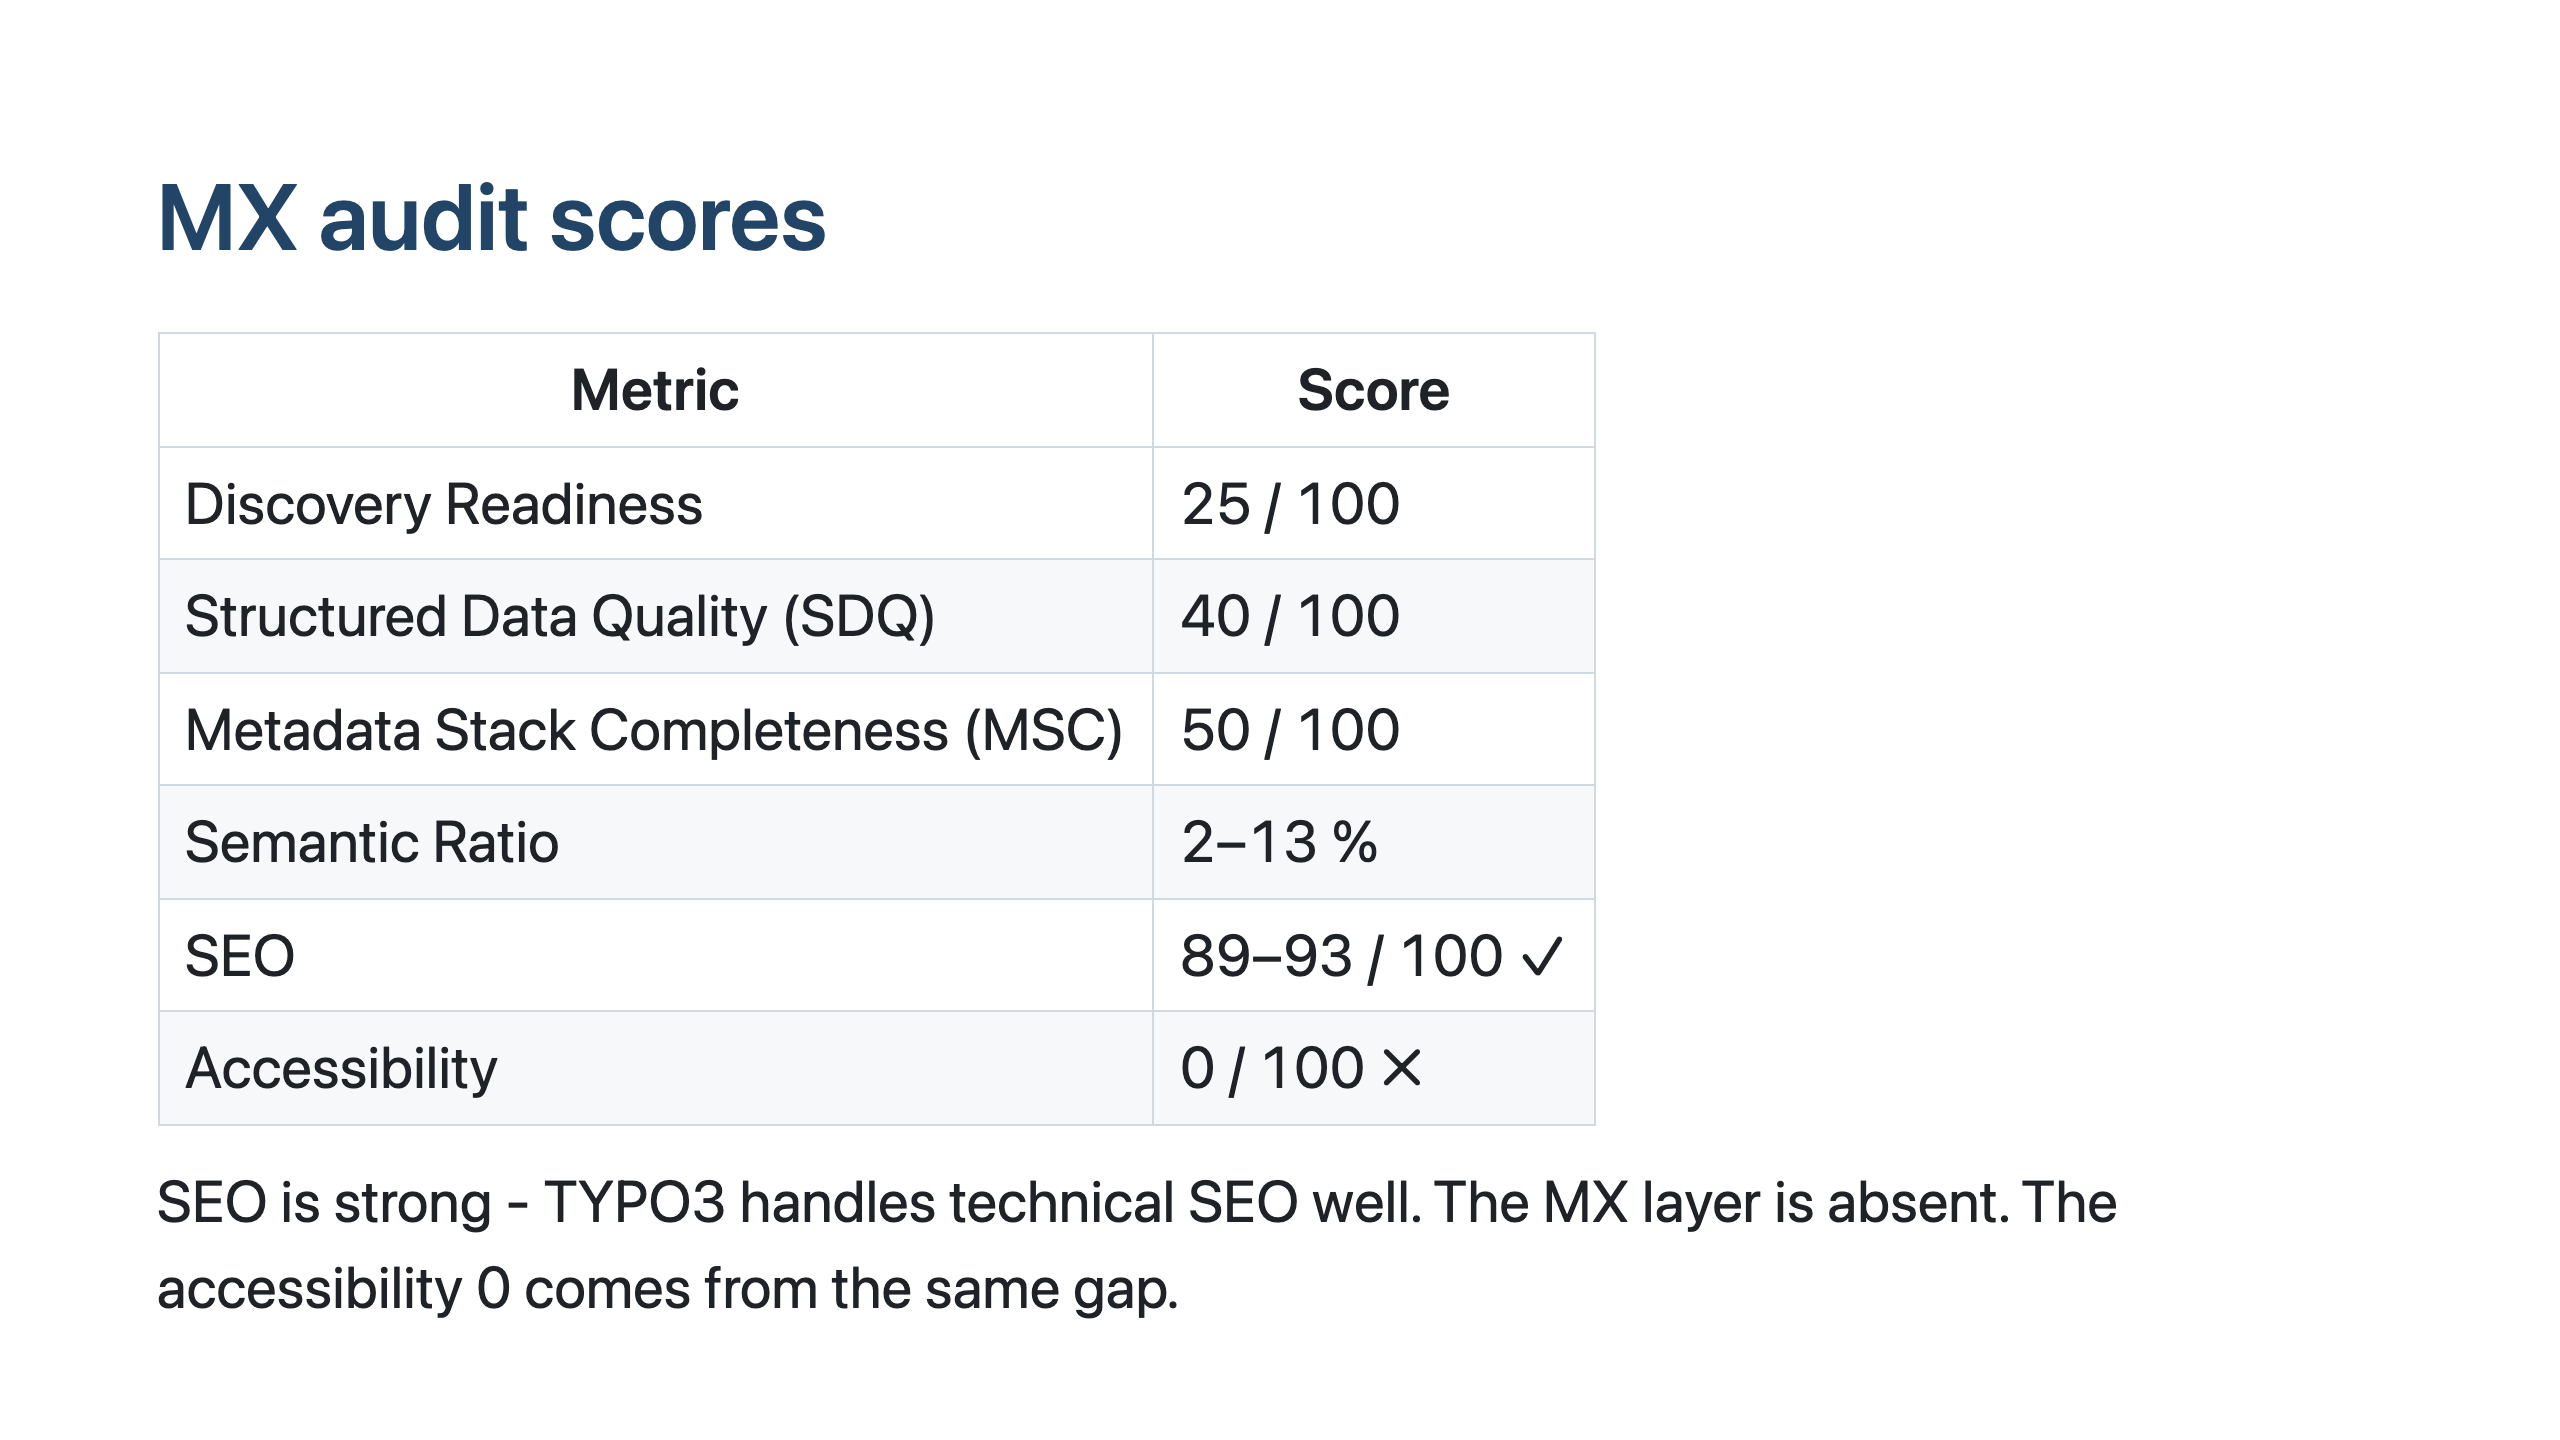 MX audit scores
Metric Score
Discovery Readiness 25 / 100
Structured Data Quality (SDQ) 40 / 100
Metadata Stack Completeness (MSC) 50 / 100
Semantic Ratio 2–13 %
SEO 89–93 / 100 ✓
Accessibility 0 / 100 ✕
SEO is strong - TYPO3 handles technical SEO well. The MX layer is absent. The
accessibility 0 comes from the same gap.